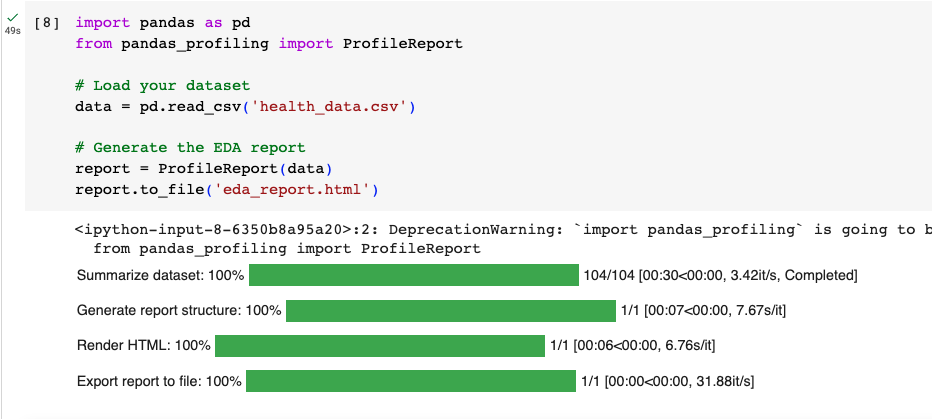 49s
[8] import pandas as pd
from pandas_profiling import ProfileReport
# Load your dataset
data = pd.read_csv('health_data.csv')
# Generate the EDA report
report = ProfileReport(data)
report.to_file('eda_report.html')
<ipython-input-8-6350b8a95a20>:2: DeprecationWarning: `import pandas_profiling` is going to b
from pandas_profiling import ProfileReport
Summarize dataset: 100% 104/104 [00:30<00:00, 3.42it/s, Completed]
Generate report structure: 100% 1/1 [00:07<00:00, 7.67s/it]
Render HTML: 100% 1/1 [00:06<00:00, 6.76s/it]
Export report to file: 100% 1/1 [00:00<00:00, 31.88it/s]